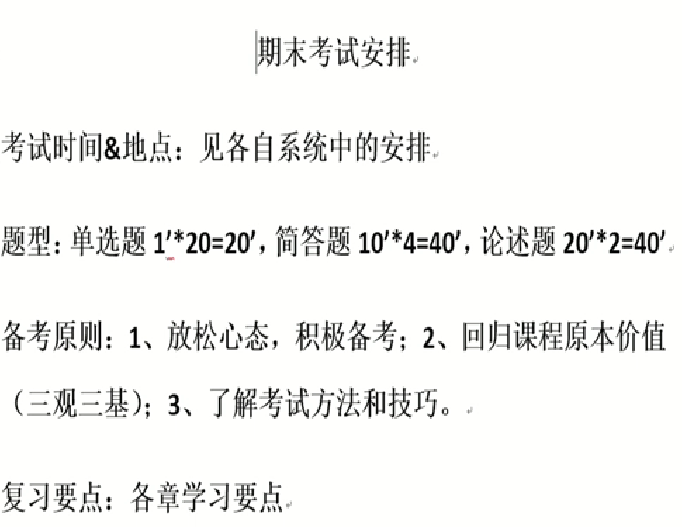 期末考试安排
考试时间&地点：见各自系统中的安排
题型：单选题 1′*20=20′，简答题 10′*4=40′，论述题 20′*2=40′
备考原则：1、放松心态，积极备考；2、回归课程原本价值
（三观三基）；3、了解考试方法和技巧。
复习要点：各章学习要点